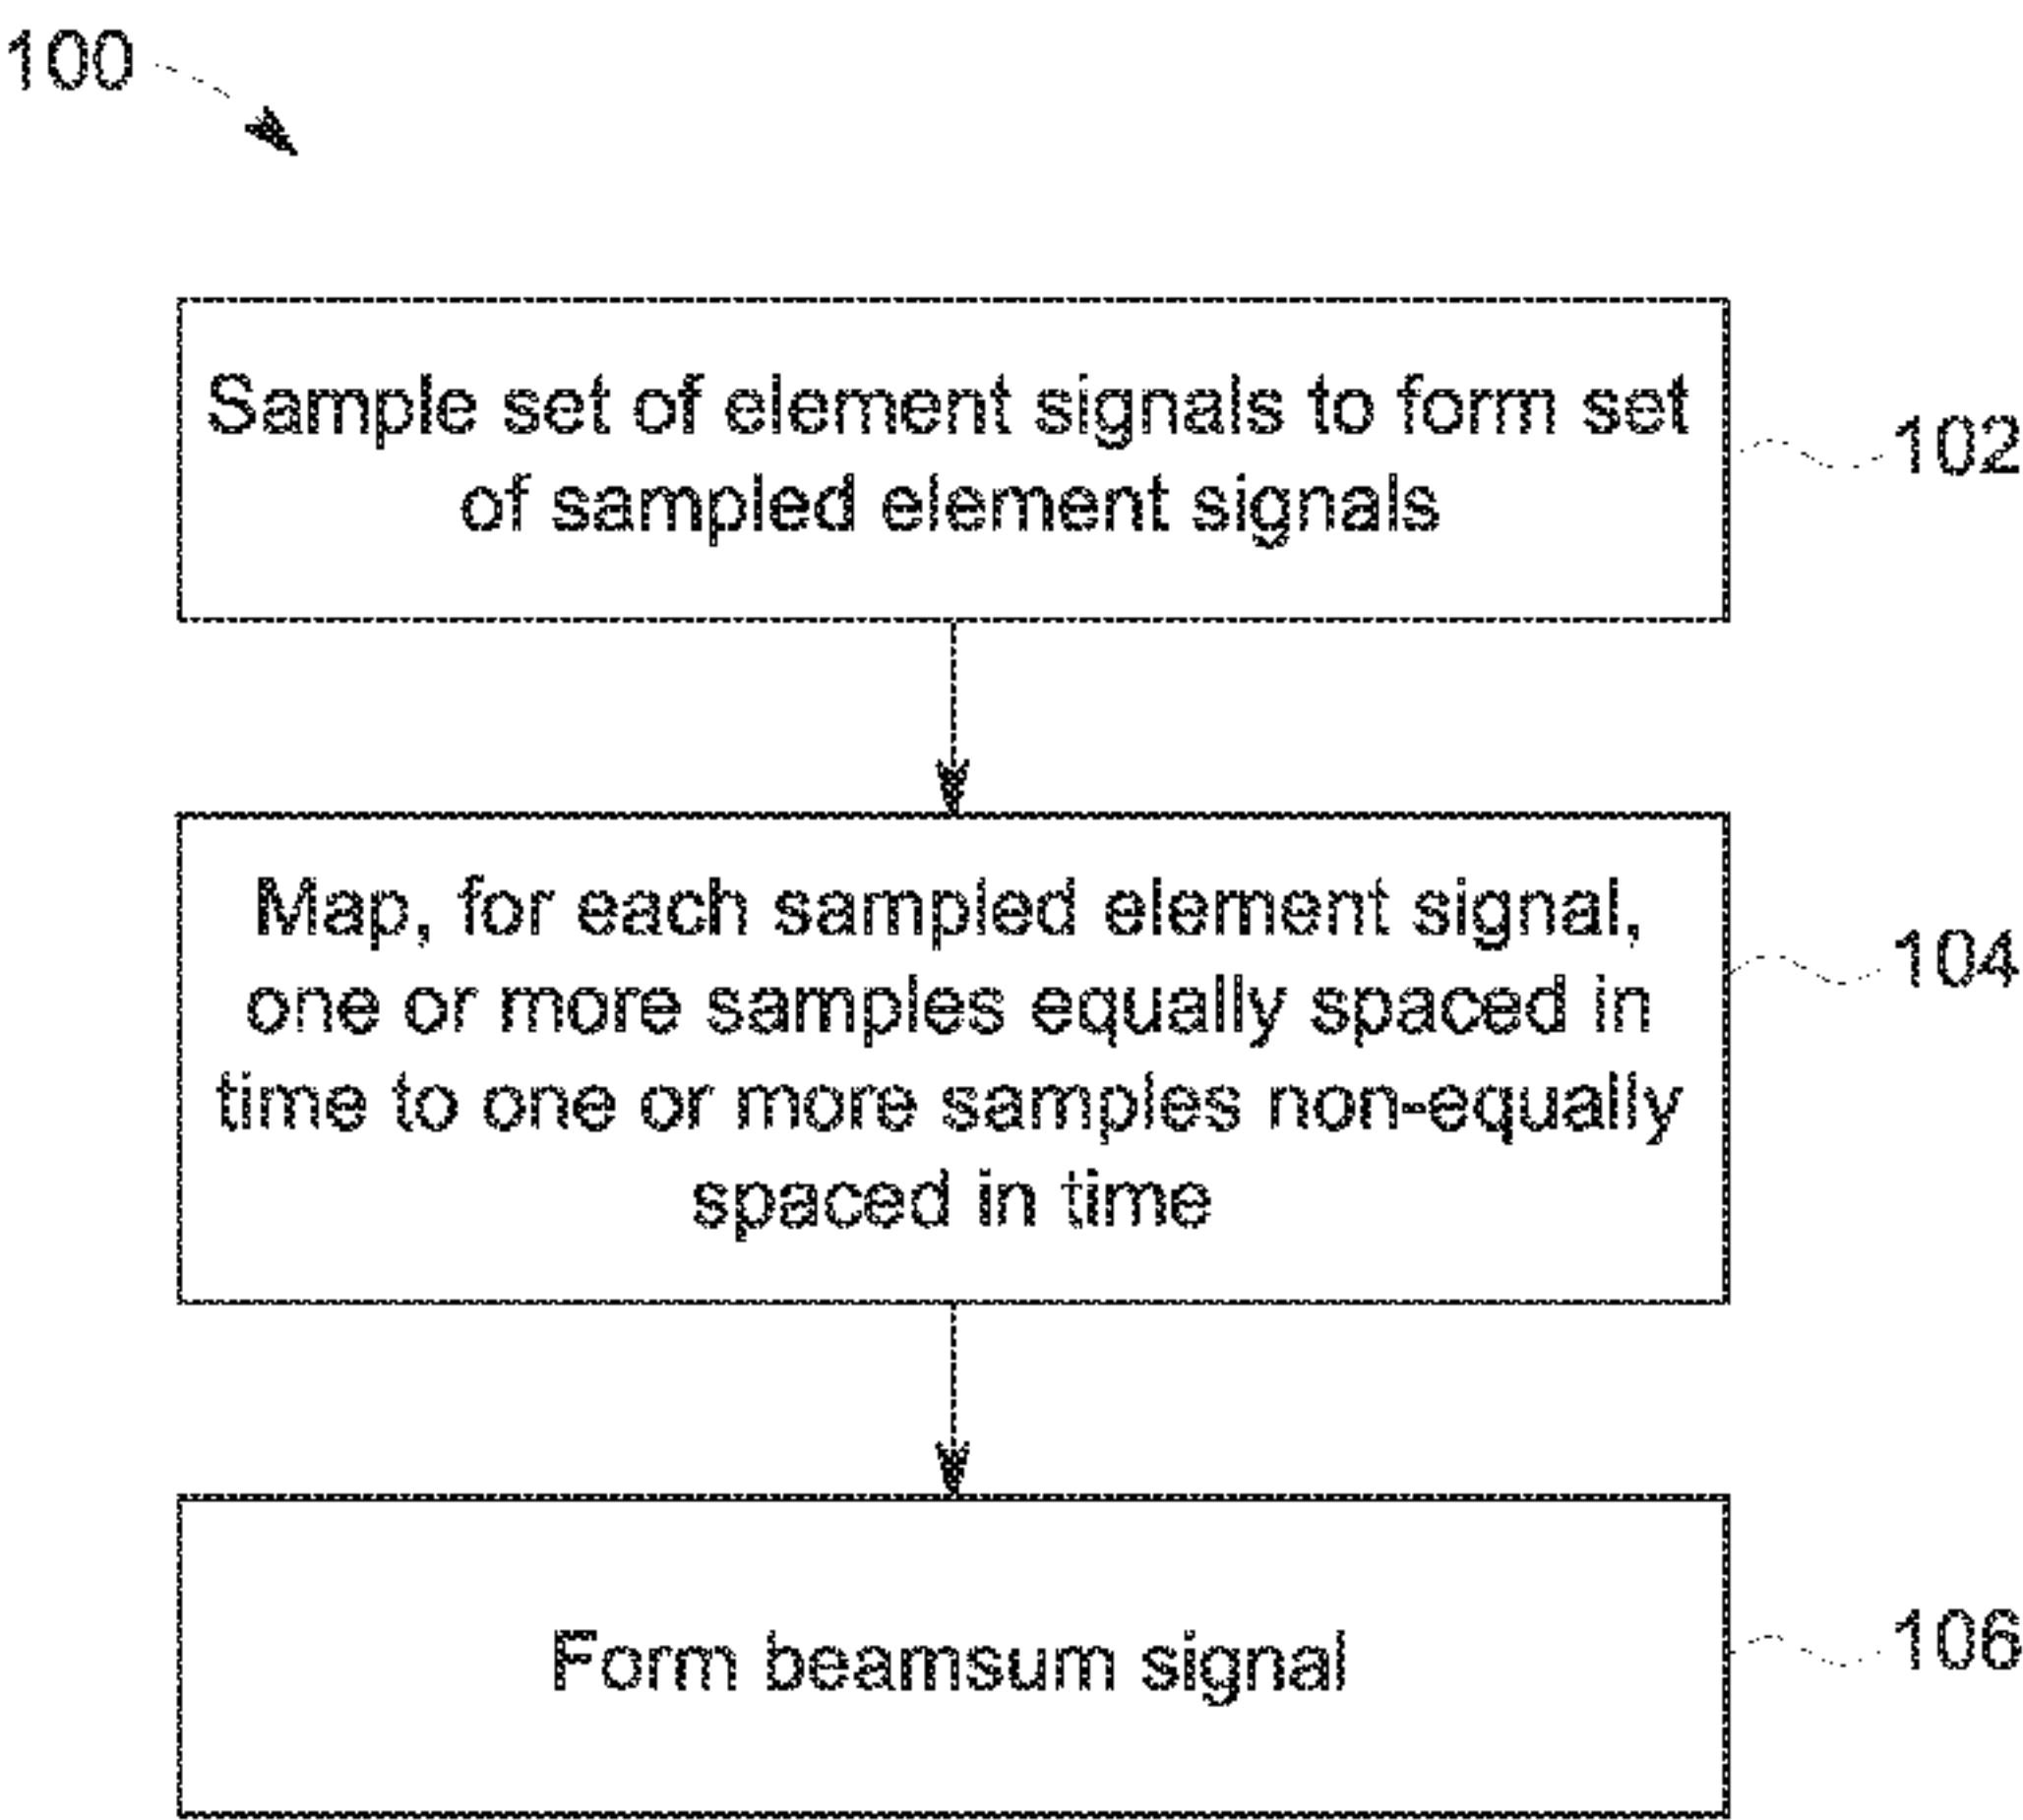 100
Sample set of element signals to form set
of sampled element signals
102
Map, for each sampled element signal,
one or more samples equally spaced in
time to one or more samples non-equally
spaced in time
104
Form beamsum signal
106